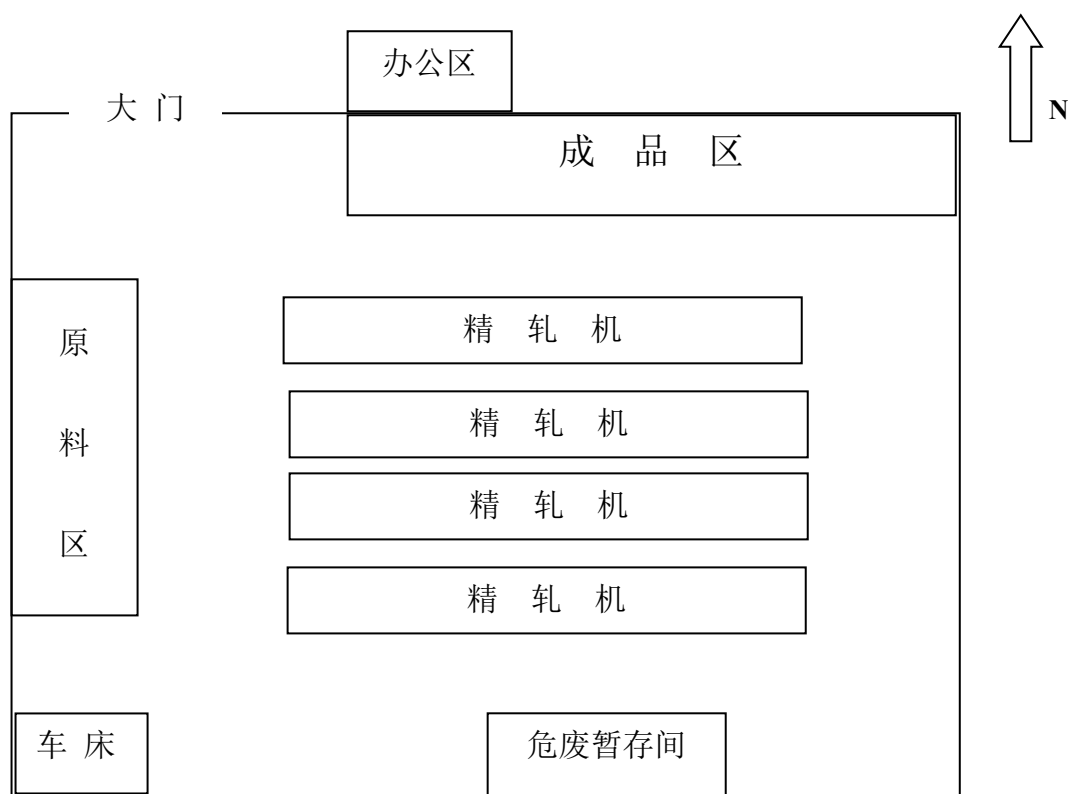 办公区
大 门
N
成 品 区
原
料
区
精 轧 机
精 轧 机
精 轧 机
精 轧 机
车 床
危废暂存间